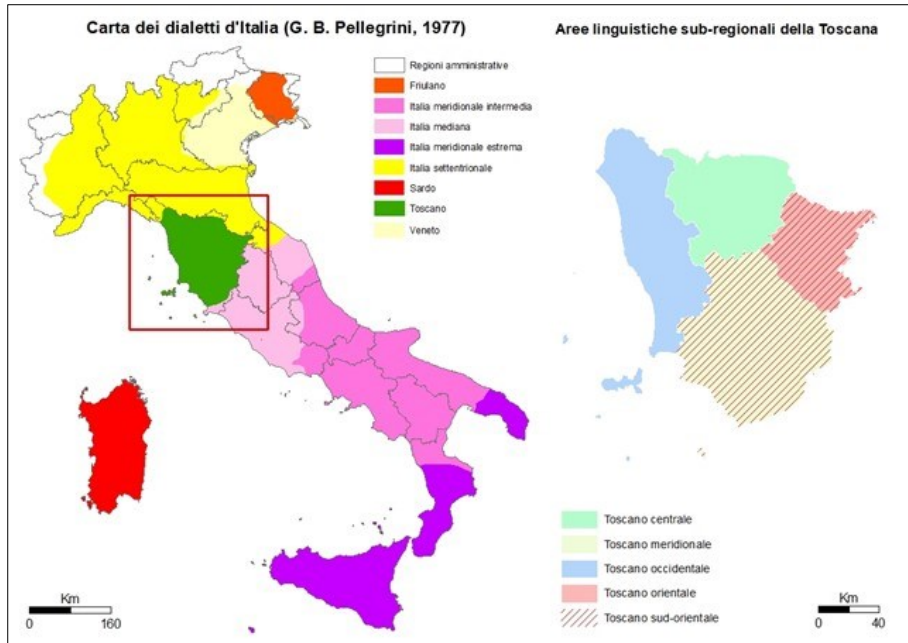 Carta dei dialetti d'Italia (G. B. Pellegrini, 1977)
Regioni amministrative
Friulano
Italia meridionale intermedia
Italia mediana
Italia meridionale estrema
Italia settentrionale
Sardo
Toscano
Veneto
Km
0 160
Aree linguistiche sub-regionali della Toscana
Toscano centrale
Toscano meridionale
Toscano occidentale
Toscano orientale
Toscano sud-orientale
Km
0 40